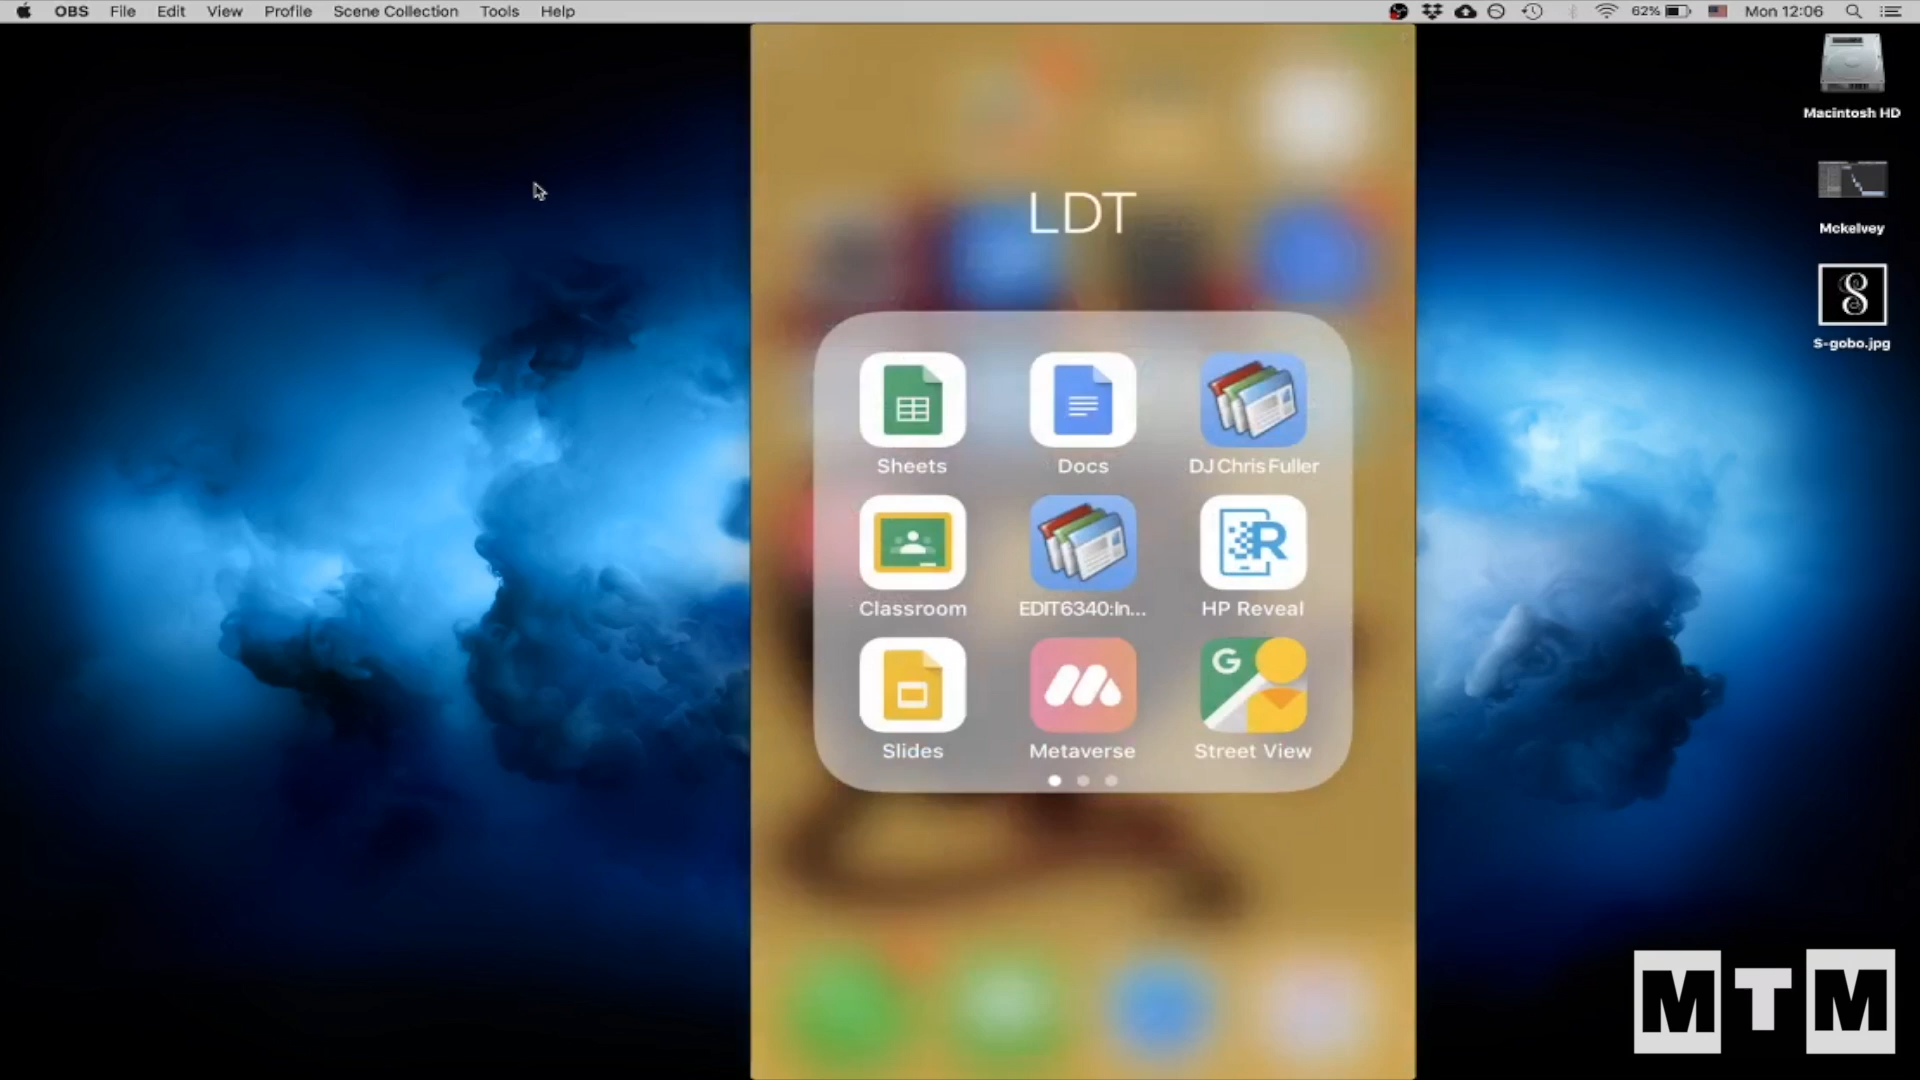 OBS File Edit View Profile Scene Collection Tools Help 62% Mon 12:06
Macintosh HD
Mckelvey
S
S-gobo.jpg
LDT
Sheets Docs DJ Chris Fuller
R
Classroom EDIT6340:In... HP Reveal
G
Slides Metaverse Street View
MTM